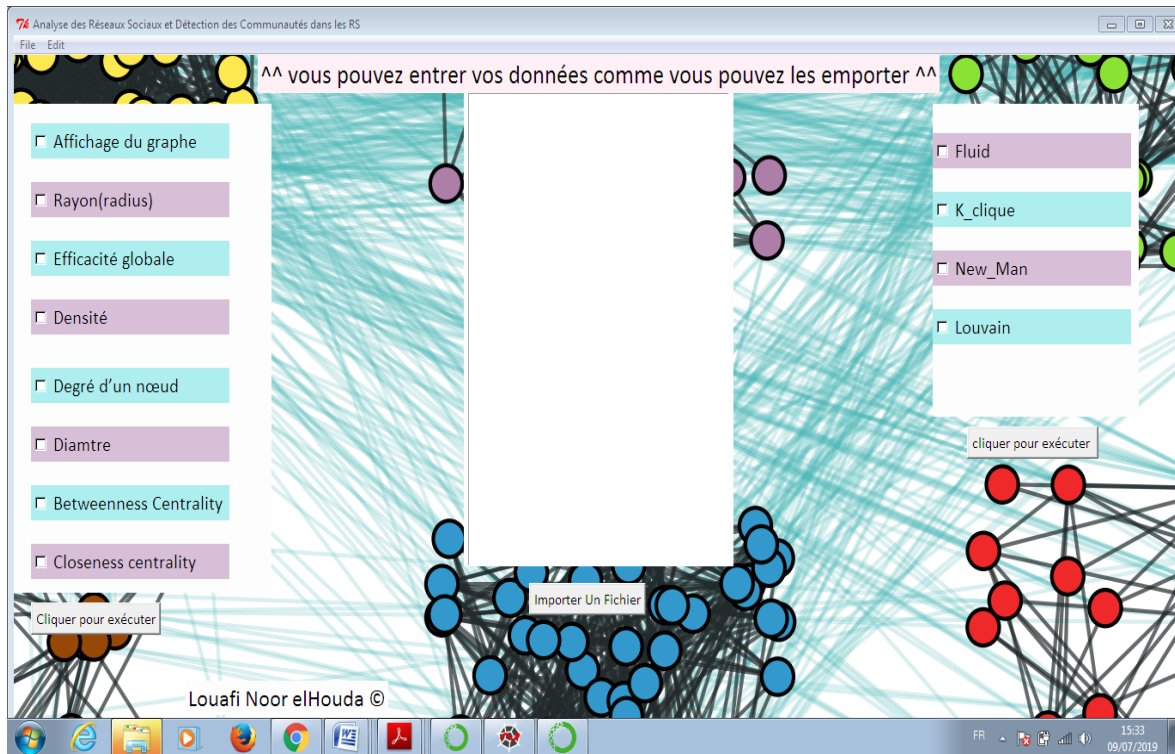 Analyse des Réseaux Sociaux et Détection des Communautés dans les RS
File Edit
^^ vous pouvez entrer vos données comme vous pouvez les emporter ^^
Affichage du graphe
Rayon(radius)
Efficacité globale
Densité
Degré d'un nœud
Diamtre
Betweenness Centrality
Closeness centrality
Cliquer pour exécuter
Importer Un Fichier
Fluid
K_clique
New_Man
Louvain
cliquer pour exécuter
Louafi Noor elHouda ©
FR
15:33
09/07/2019